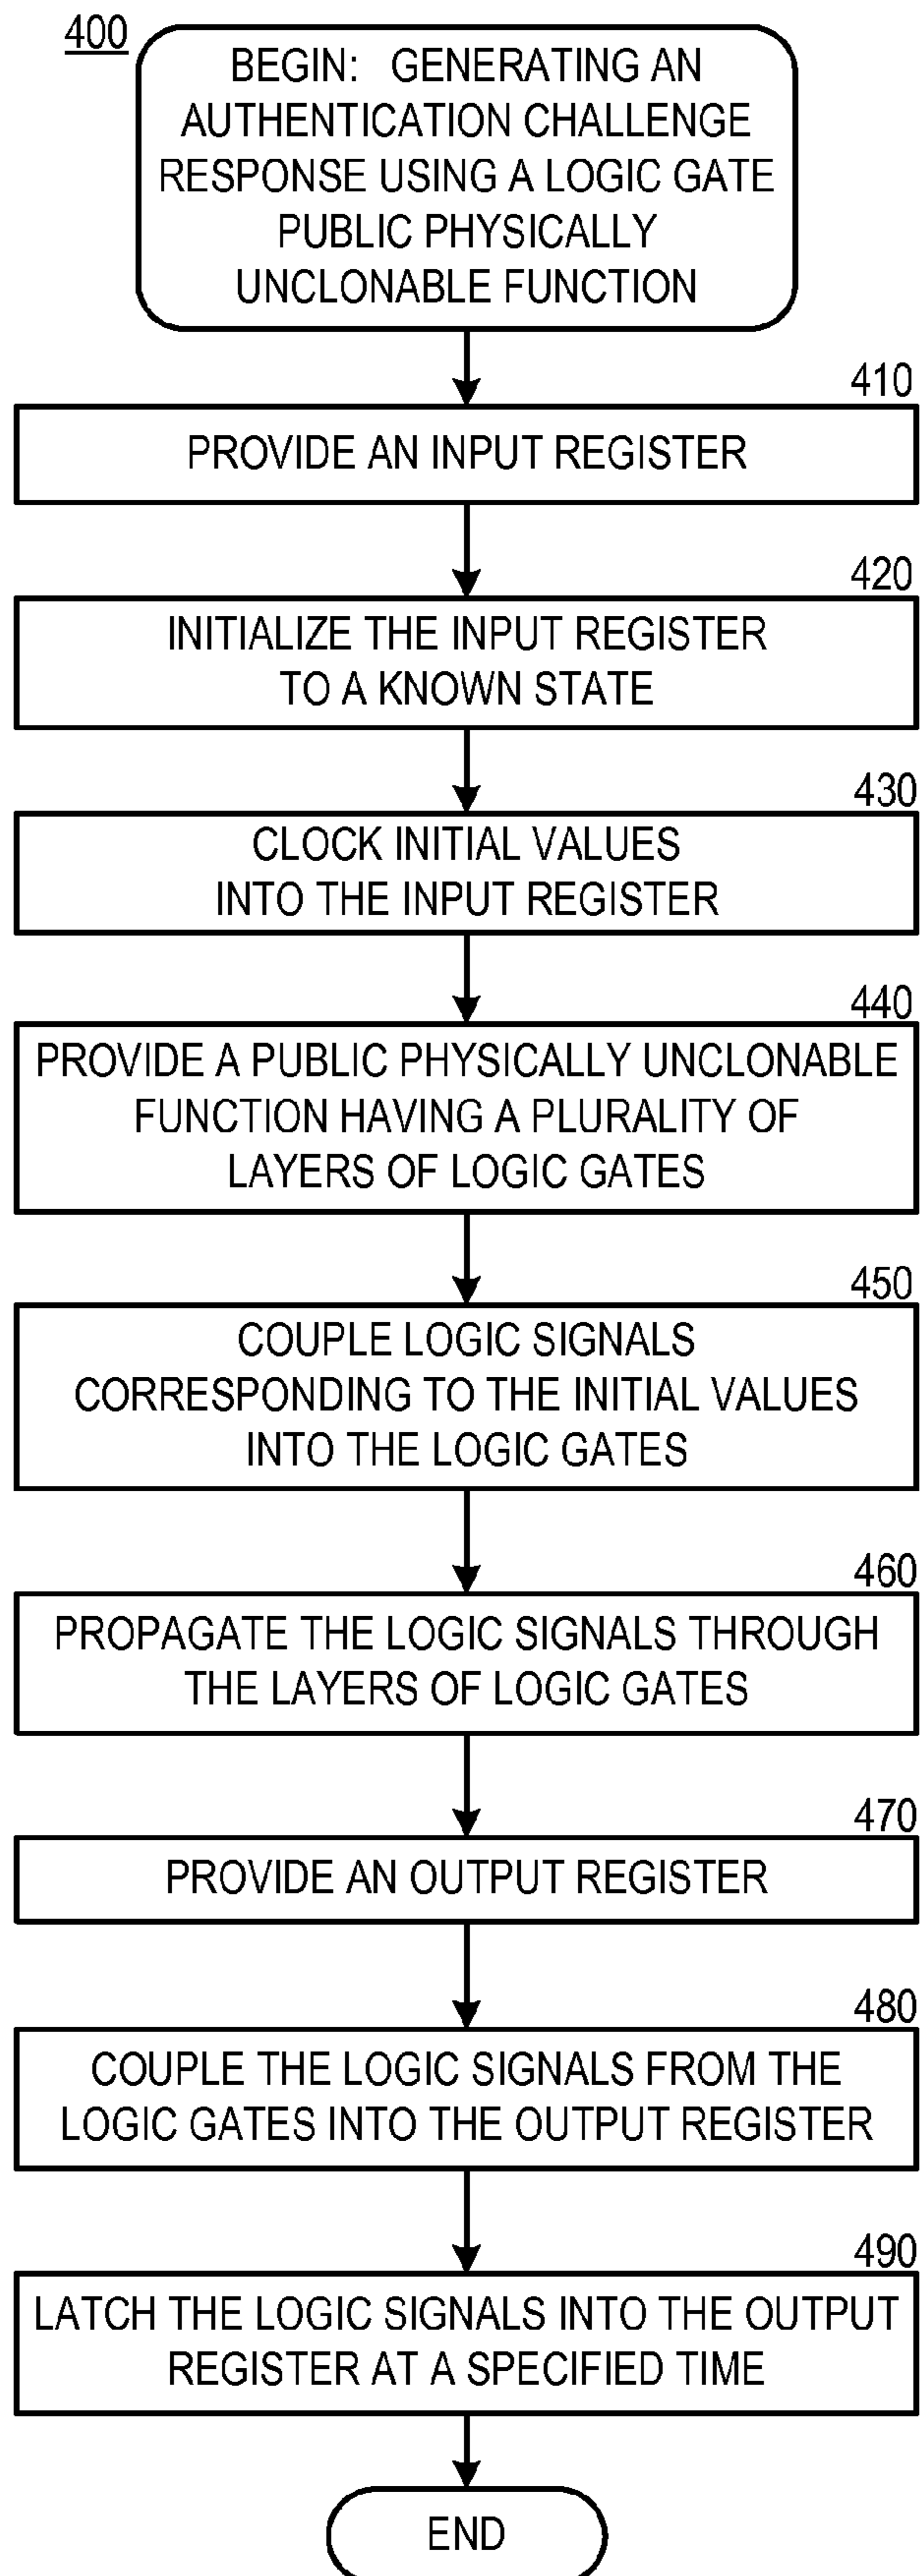 400
BEGIN: GENERATING AN
AUTHENTICATION CHALLENGE
RESPONSE USING A LOGIC GATE
PUBLIC PHYSICALLY
UNCLONABLE FUNCTION
410
PROVIDE AN INPUT REGISTER
420
INITIALIZE THE INPUT REGISTER
TO A KNOWN STATE
430
CLOCK INITIAL VALUES
INTO THE INPUT REGISTER
440
PROVIDE A PUBLIC PHYSICALLY UNCLONABLE
FUNCTION HAVING A PLURALITY OF
LAYERS OF LOGIC GATES
450
COUPLE LOGIC SIGNALS
CORRESPONDING TO THE INITIAL VALUES
INTO THE LOGIC GATES
460
PROPAGATE THE LOGIC SIGNALS THROUGH
THE LAYERS OF LOGIC GATES
470
PROVIDE AN OUTPUT REGISTER
480
COUPLE THE LOGIC SIGNALS FROM THE
LOGIC GATES INTO THE OUTPUT REGISTER
490
LATCH THE LOGIC SIGNALS INTO THE OUTPUT
REGISTER AT A SPECIFIED TIME
END